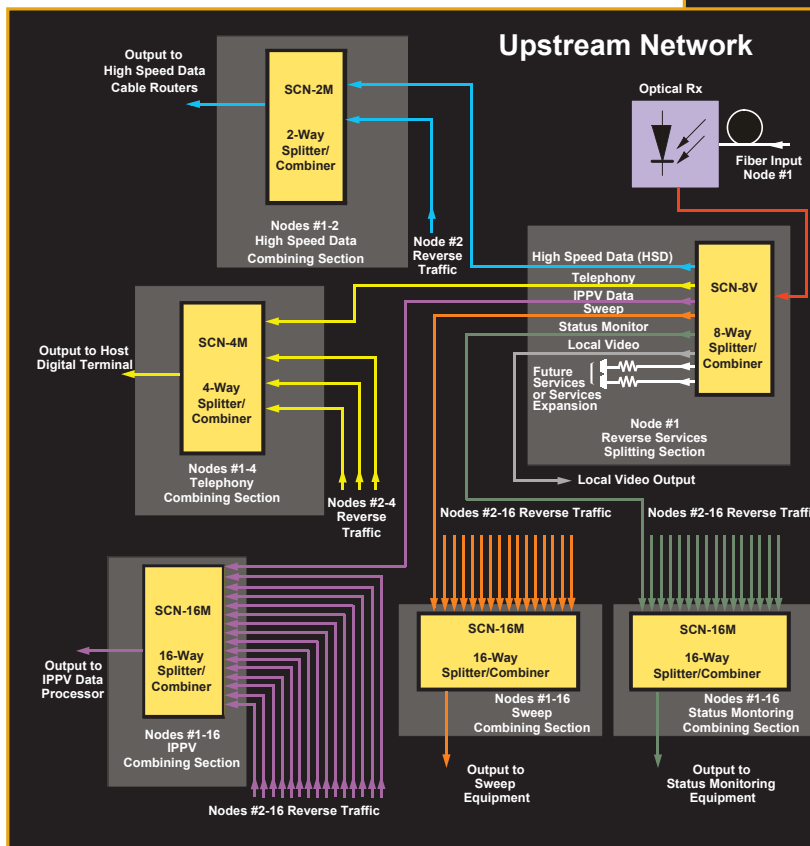 Upstream Network
Output to
High Speed Data
Cable Routers
SCN-2M
2-Way
Splitter/
Combiner
Nodes #1-2
High Speed Data
Combining Section
Node #2
Reverse
Traffic
Optical Rx
Fiber Input
Node #1
High Speed Data (HSD)
Telephony
IPPV Data
Sweep
Status Monitor
Local Video
Future
Services
or Services
Expansion
SCN-8V
8-Way
Splitter/
Combiner
Node #1
Reverse Services
Splitting Section
Local Video Output
Output to Host
Digital Terminal
SCN-4M
4-Way
Splitter/
Combiner
Nodes #1-4
Telephony
Combining Section
Nodes #2-4
Reverse
Traffic
Nodes #2-16 Reverse Traffic
Nodes #2-16 Reverse Traffi
Output to
IPPV Data
Processor
SCN-16M
16-Way
Splitter/
Combiner
Nodes #1-16
IPPV
Combining Section
Nodes #2-16 Reverse Traffic
SCN-16M
16-Way
Splitter/Combiner
Nodes #1-16
Sweep
Combining Section
Output to
Sweep
Equipment
SCN-16M
16-Way
Splitter/Combiner
Nodes #1-16
Status Montoring
Combining Section
Output to
Status Monitoring
Equipment